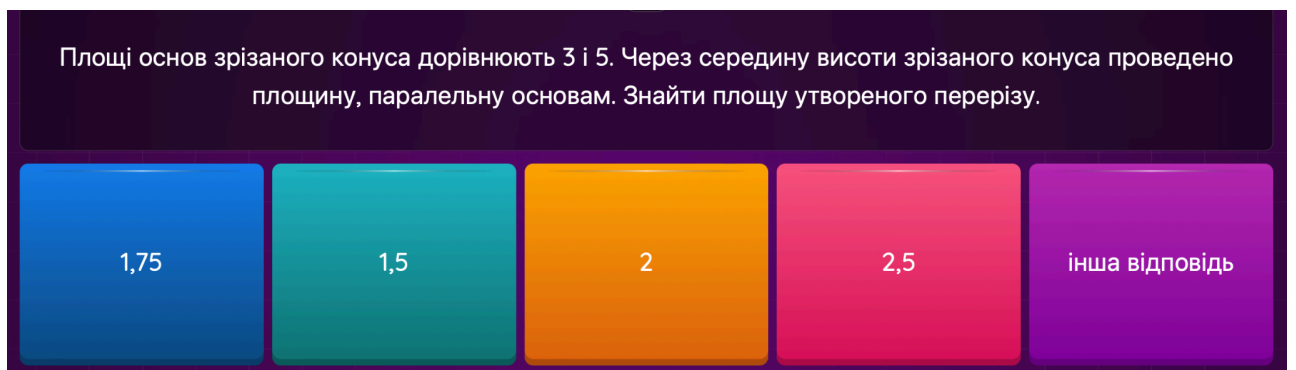 Площі основ зрізаного конуса дорівнюють 3 і 5. Через середину висоти зрізаного конуса проведено
площину, паралельну основам. Знайти площу утвореного перерізу.
1,75
1,5
2
2,5
інша відповідь